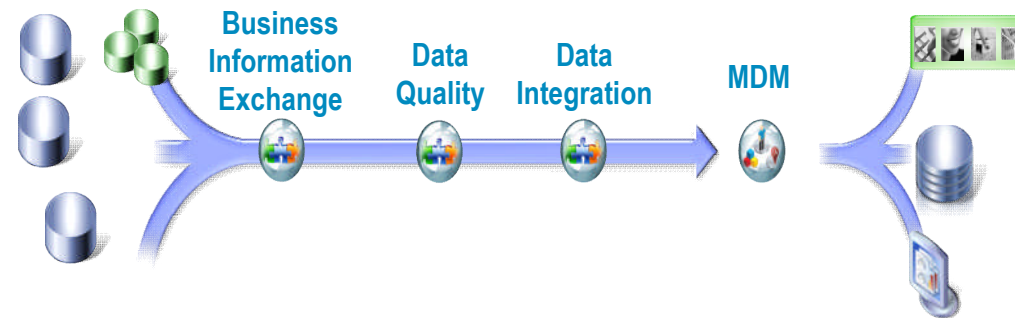 Business
Information
Exchange
Data
Quality
Data
Integration
MDM